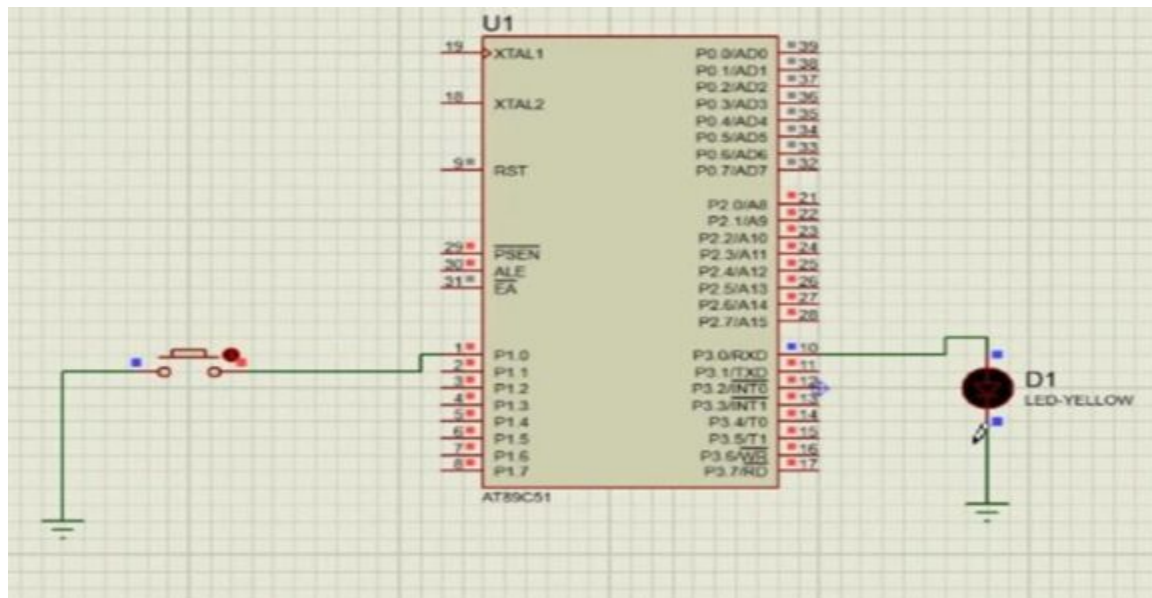 U1
19 XTAL1
18 XTAL2
9 RST
29 PSEN
30 ALE
31 EA
1 P1.0
2 P1.1
3 P1.2
4 P1.3
5 P1.4
6 P1.5
7 P1.6
8 P1.7
P0.0/AD0 39
P0.1/AD1 38
P0.2/AD2 37
P0.3/AD3 36
P0.4/AD4 35
P0.5/AD5 34
P0.6/AD6 33
P0.7/AD7 32
P2.0/A8 21
P2.1/A9 22
P2.2/A10 23
P2.3/A11 24
P2.4/A12 25
P2.5/A13 26
P2.6/A14 27
P2.7/A15 28
P3.0/RXD 10
P3.1/TXD 11
P3.2/INT0 12
P3.3/INT1 13
P3.4/T0 14
P3.5/T1 15
P3.6/WR 16
P3.7/RD 17
AT89C51
D1
LED-YELLOW